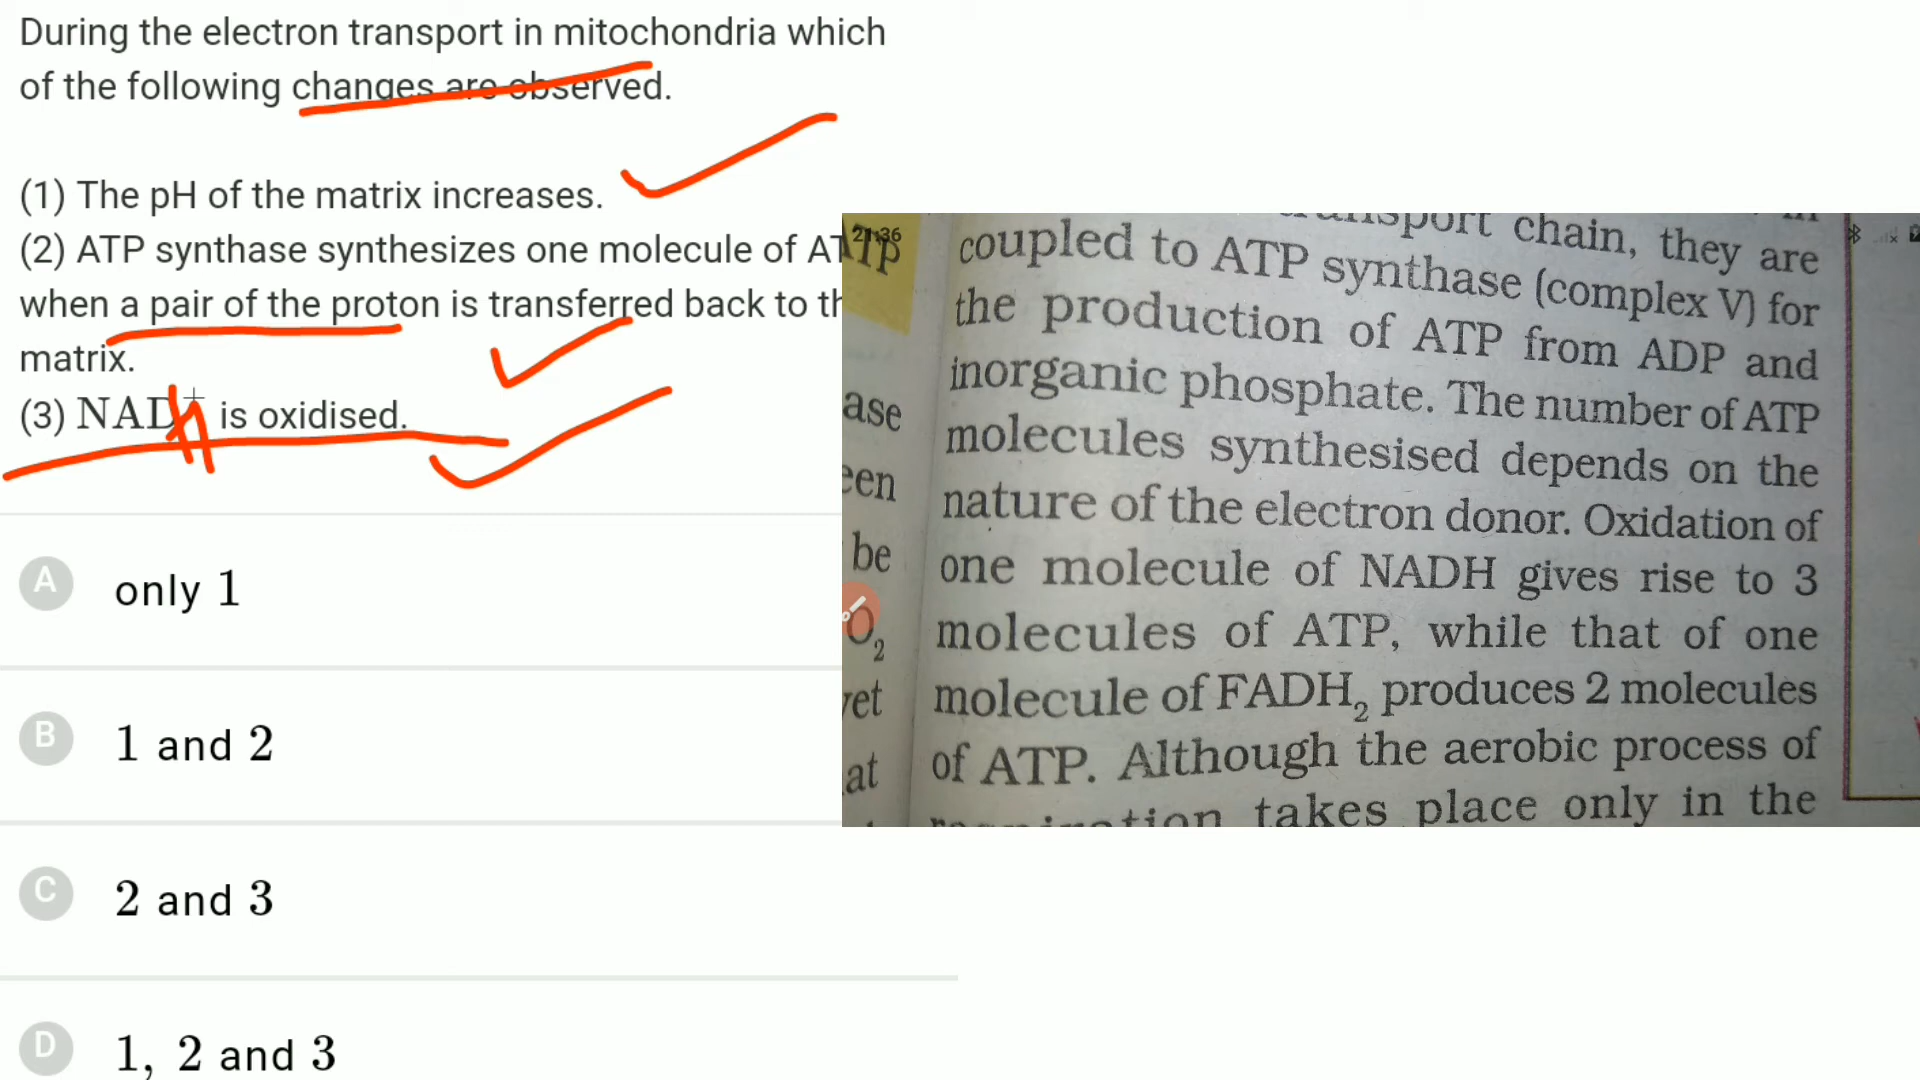 During the electron transport in mitochondria which
of the following changes are observed.
(1) The pH of the matrix increases.
(2) ATP synthase synthesizes one molecule of
when a pair of the proton is transferred back to
matrix.
(3) NAD is oxidised.
A only 1
B 1 and 2
C 2 and 3
D 1, 2 and 3
21:36
transport chain, they are
coupled to ATP synthase (complex V) for
the production of ATP from ADP and
inorganic phosphate. The number of ATP
molecules synthesised depends on the
nature of the electron donor. Oxidation of
one molecule of NADH gives rise to 3
molecules of ATP, while that of one
molecule of FADH₂ produces 2 molecules
of ATP. Although the aerobic process of
takes place only in the
ase
een
be
O₂
at